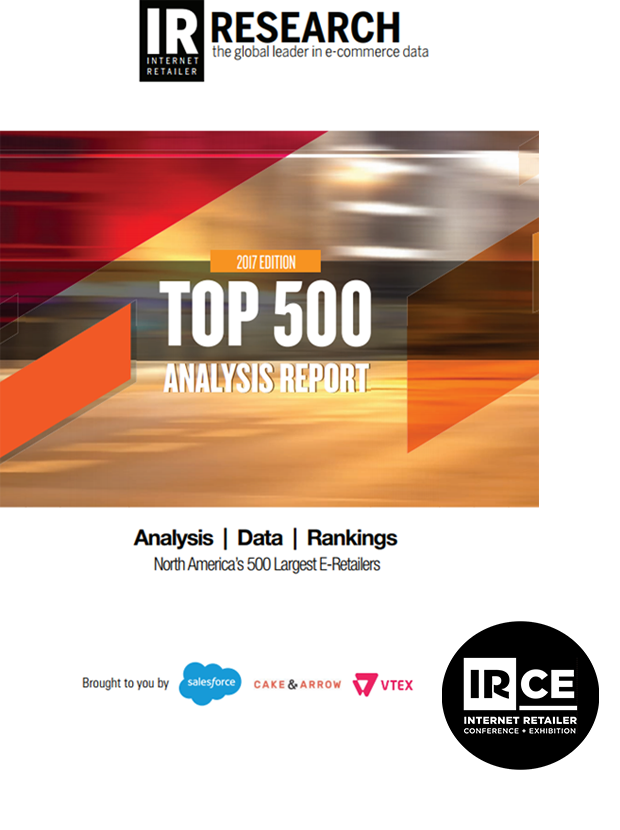 IR RESEARCH
INTERNET
RETAILER
the global leader in e-commerce data
2017 EDITION
TOP 500
ANALYSIS REPORT
Analysis | Data | Rankings
North America's 500 Largest E-Retailers
Brought to you by
salesforce
CAKE & ARROW
VTEX
IRCE
INTERNET RETAILER
CONFERENCE + EXHIBITION